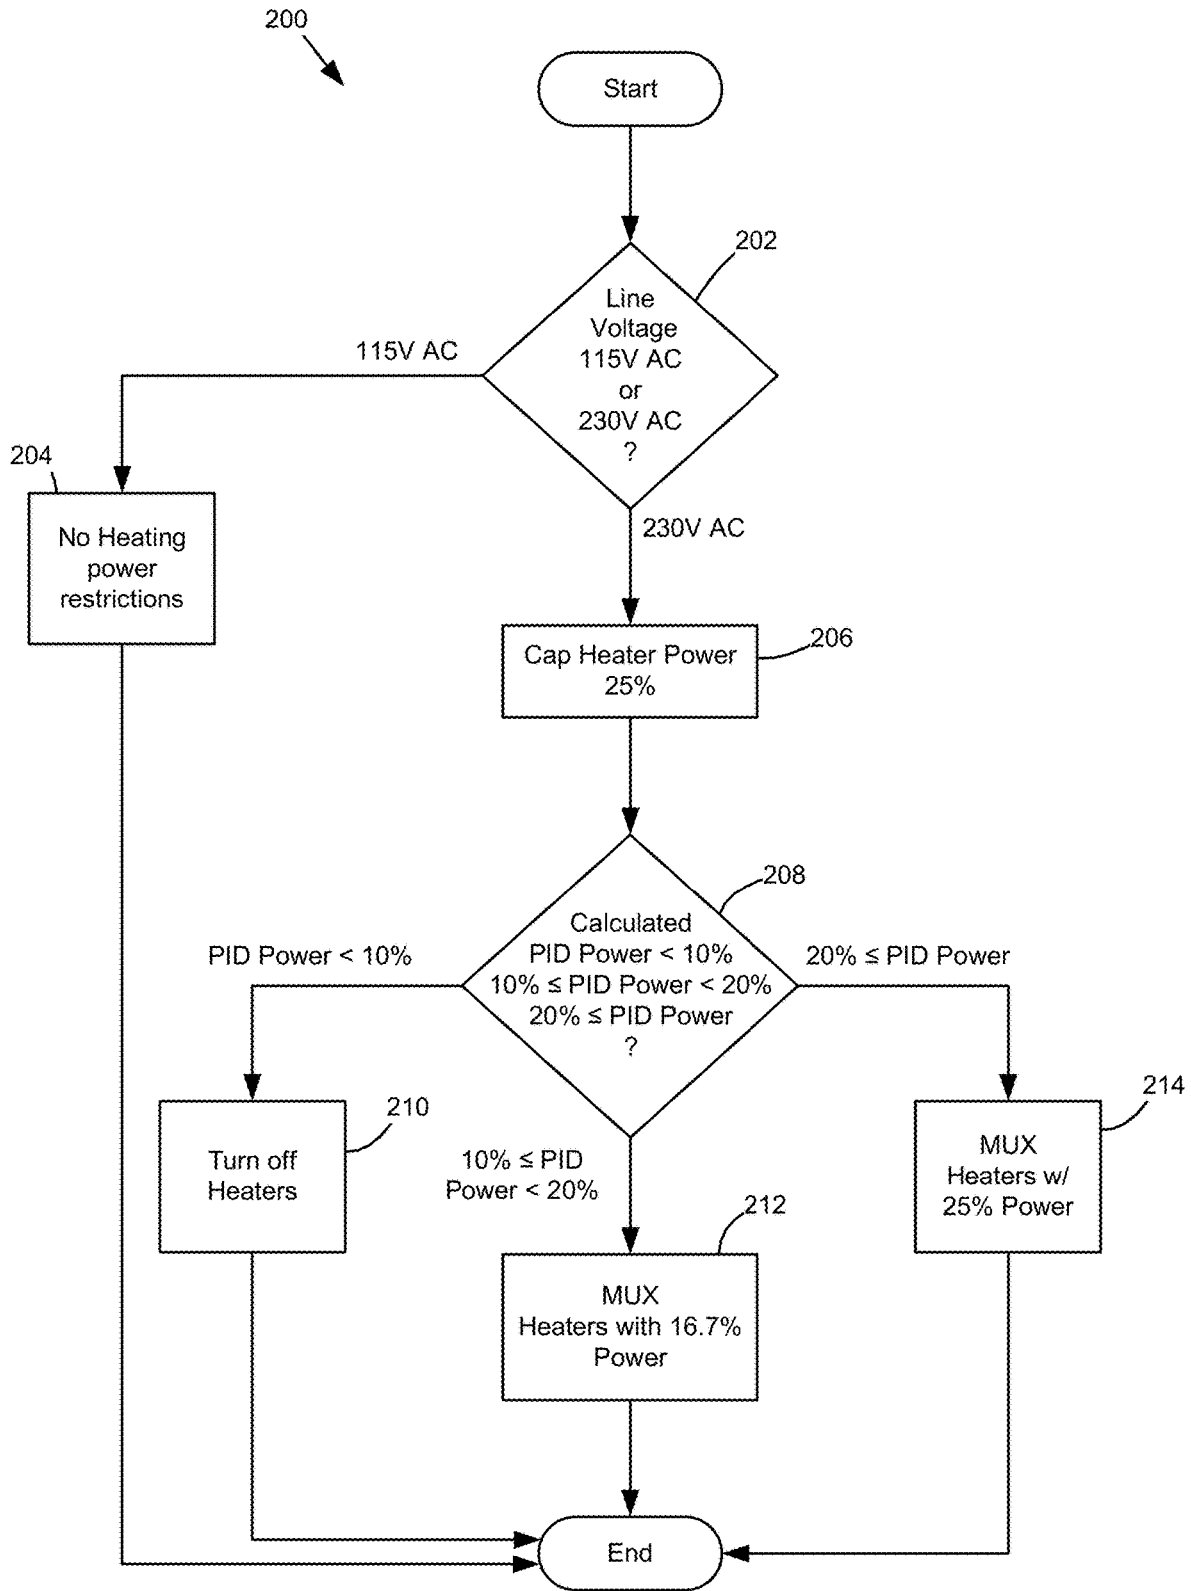 200
Start
202
Line
Voltage
115V AC
or
230V AC
?
115V AC
204
No Heating
power
restrictions
230V AC
206
Cap Heater Power
25%
208
Calculated
PID Power < 10%
10% ≤ PID Power < 20%
20% ≤ PID Power
?
PID Power < 10%
20% ≤ PID Power
210
Turn off
Heaters
10% ≤ PID
Power < 20%
212
MUX
Heaters with 16.7%
Power
214
MUX
Heaters w/
25% Power
End